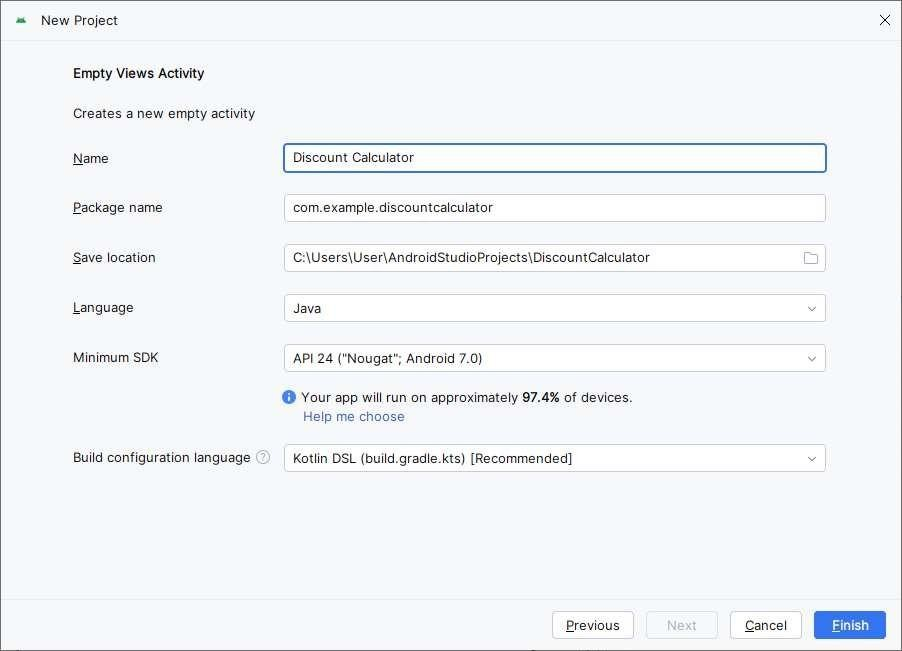 New Project
Empty Views Activity
Creates a new empty activity
Name Discount Calculator
Package name com.example.discountcalculator
Save location C:\Users\User\AndroidStudioProjects\DiscountCalculator
Language Java
Minimum SDK API 24 ("Nougat"; Android 7.0)
Your app will run on approximately 97.4% of devices.
Help me choose
Build configuration language ? Kotlin DSL (build.gradle.kts) [Recommended]
Previous Next Cancel Finish